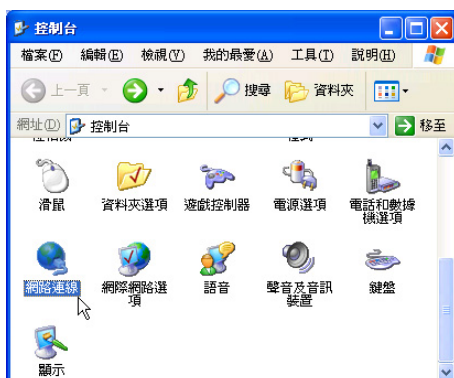 控制台
檔案(F) 編輯(E) 檢視(V) 我的最愛(A) 工具(T) 說明(H)
上一頁 搜尋 資料夾
網址(D) 控制台 移至
滑鼠 資料夾選項 遊戲控制器 電源選項 電話和數據
機選項
網路連線 網際網路選 語音 聲音及音訊 鍵盤
項 裝置
顯示